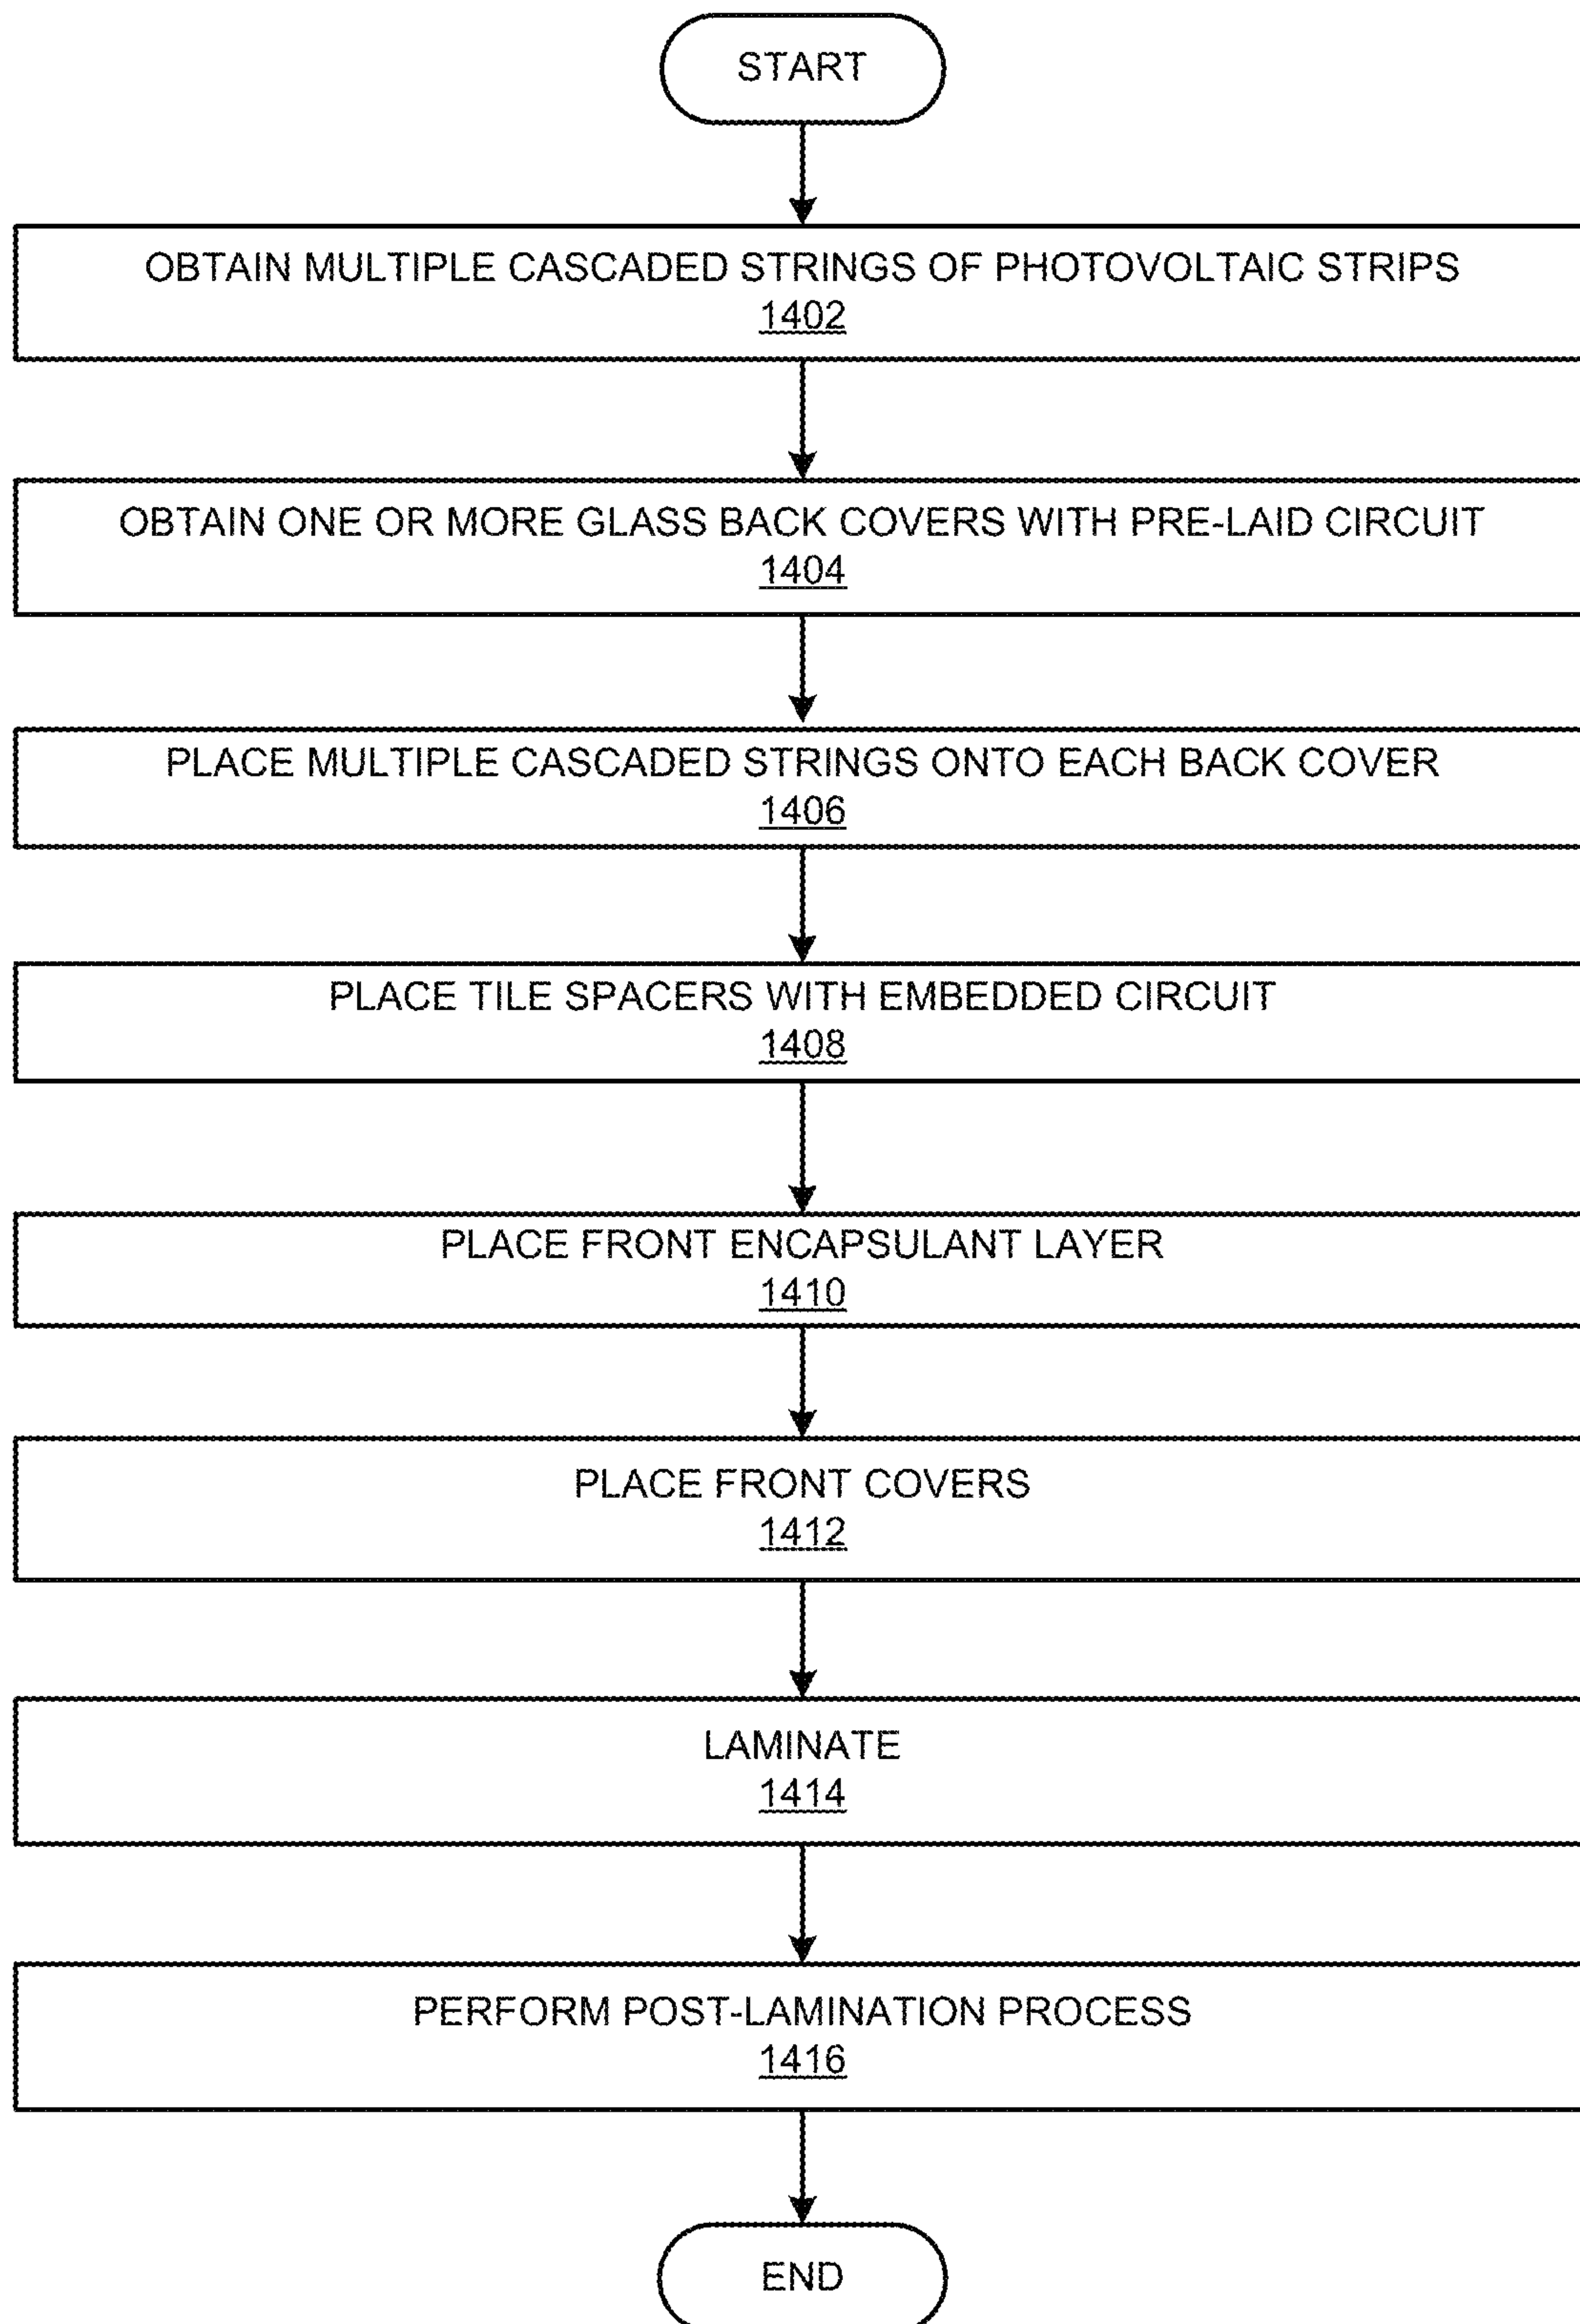 START
OBTAIN MULTIPLE CASCADED STRINGS OF PHOTOVOLTAIC STRIPS
1402
OBTAIN ONE OR MORE GLASS BACK COVERS WITH PRE-LAID CIRCUIT
1404
PLACE MULTIPLE CASCADED STRINGS ONTO EACH BACK COVER
1406
PLACE TILE SPACERS WITH EMBEDDED CIRCUIT
1408
PLACE FRONT ENCAPSULANT LAYER
1410
PLACE FRONT COVERS
1412
LAMINATE
1414
PERFORM POST-LAMINATION PROCESS
1416
END